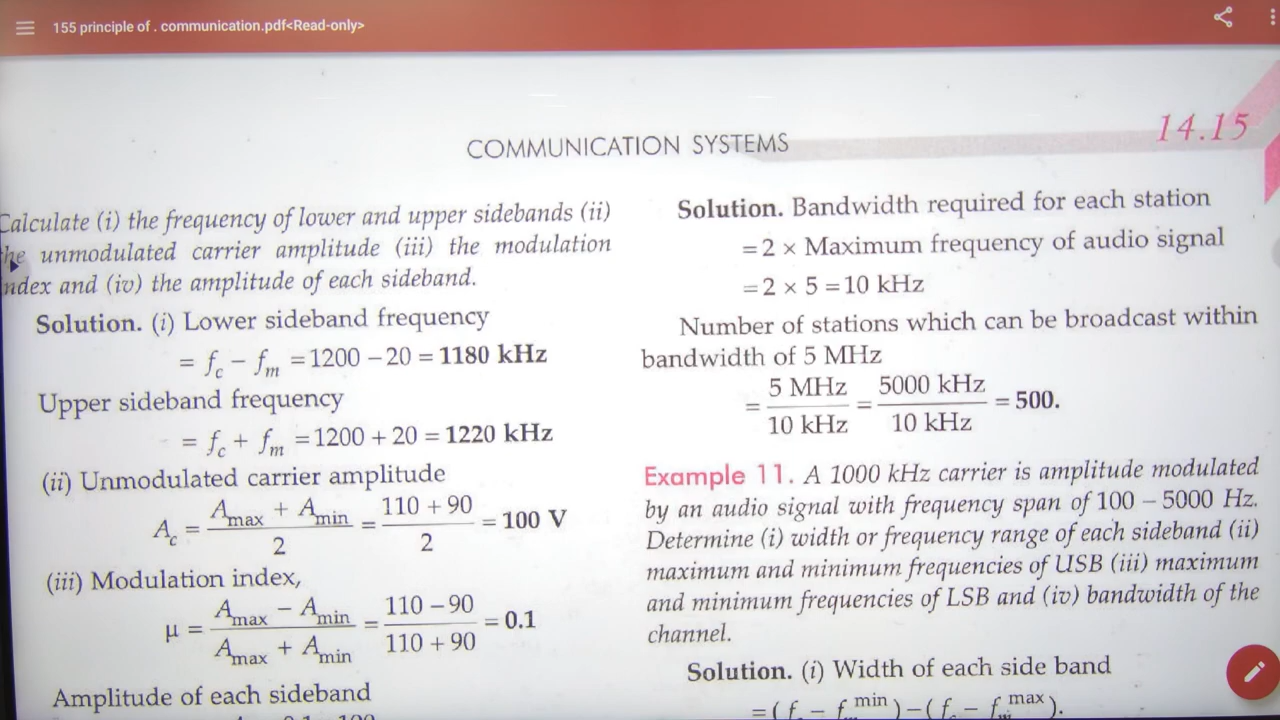 155 principle of . communication.pdf<Read-only>
COMMUNICATION SYSTEMS
14.15
Calculate (i) the frequency of lower and upper sidebands (ii)
the unmodulated carrier amplitude (iii) the modulation
index and (iv) the amplitude of each sideband.
Solution. (i) Lower sideband frequency
= f_c − f_m = 1200 − 20 = 1180 kHz
Upper sideband frequency
= f_c + f_m = 1200 + 20 = 1220 kHz
(ii) Unmodulated carrier amplitude
A_c = (A_max + A_min)/2 = (110 + 90)/2 = 100 V
(iii) Modulation index,
μ = (A_max − A_min)/(A_max + A_min) = (110 − 90)/(110 + 90) = 0.1
Amplitude of each sideband
Solution. Bandwidth required for each station
= 2 × Maximum frequency of audio signal
= 2 × 5 = 10 kHz
Number of stations which can be broadcast within
bandwidth of 5 MHz
= 5 MHz/10 kHz = 5000 kHz/10 kHz = 500.
Example 11. A 1000 kHz carrier is amplitude modulated
by an audio signal with frequency span of 100 − 5000 Hz.
Determine (i) width or frequency range of each sideband (ii)
maximum and minimum frequencies of USB (iii) maximum
and minimum frequencies of LSB and (iv) bandwidth of the
channel.
Solution. (i) Width of each side band
= (f_c − f_m^min) − (f_c − f_m^max).